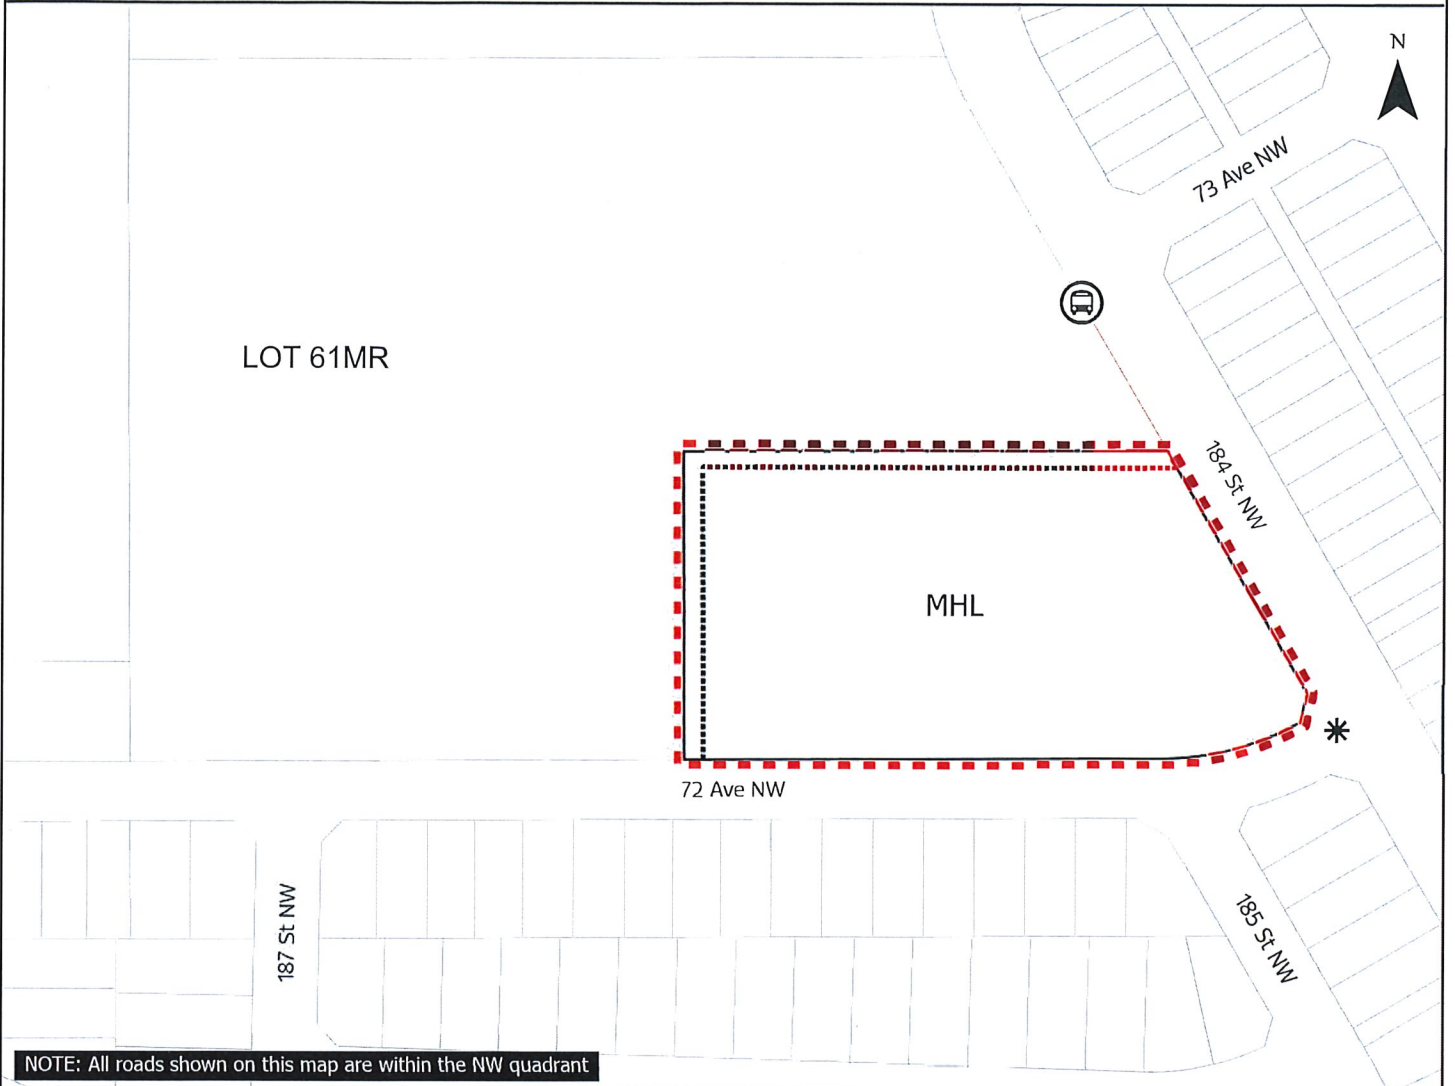 N
73 Ave NW
LOT 61MR
184 St NW
MHL
72 Ave NW
187 St NW
185 St NW
NOTE: All roads shown on this map are within the NW quadrant